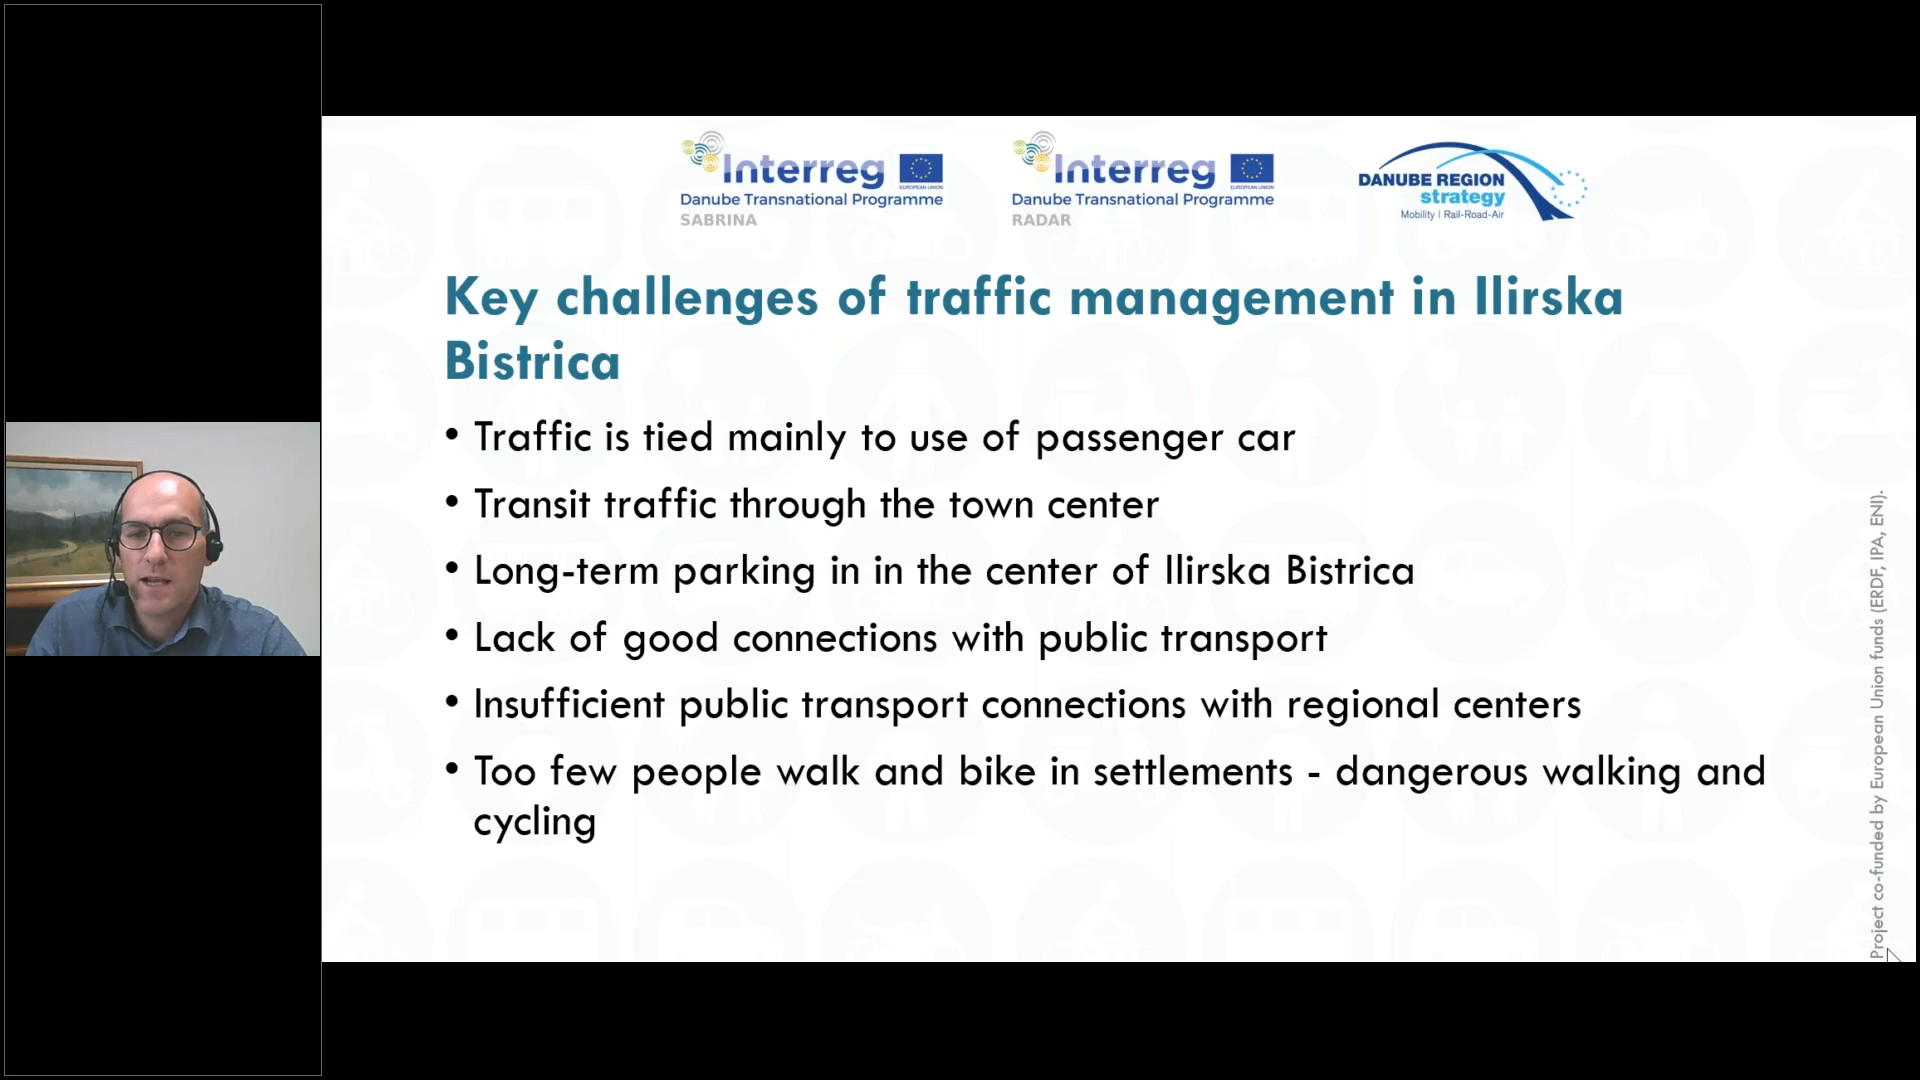 Interreg
EUROPEAN UNION
Danube Transnational Programme
SABRINA
Interreg
EUROPEAN UNION
Danube Transnational Programme
RADAR
DANUBE REGION
strategy
Mobility | Rail-Road-Air
Key challenges of traffic management in Ilirska
Bistrica
• Traffic is tied mainly to use of passenger car
• Transit traffic through the town center
• Long-term parking in in the center of Ilirska Bistrica
• Lack of good connections with public transport
• Insufficient public transport connections with regional centers
• Too few people walk and bike in settlements - dangerous walking and
cycling
Project co-funded by European Union funds (ERDF, IPA, ENI).